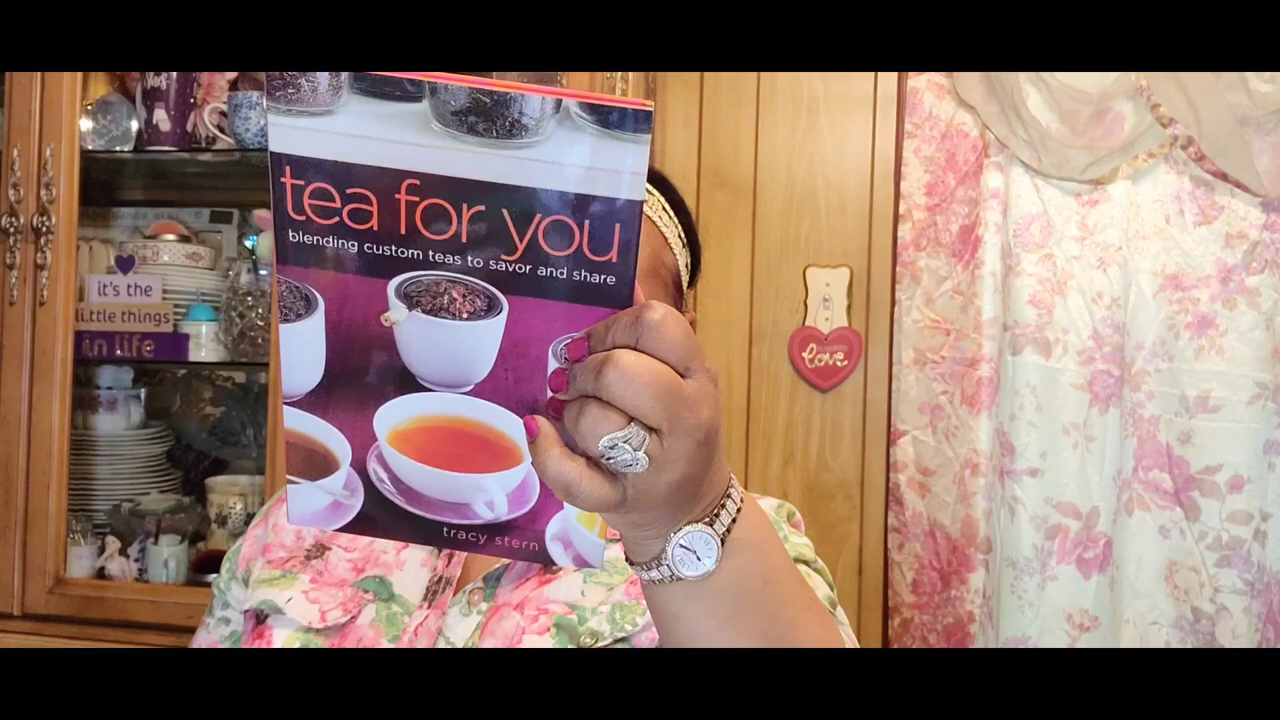 tea for you
blending custom teas to savor and share
tracy stern
it's the
little things
in life
love